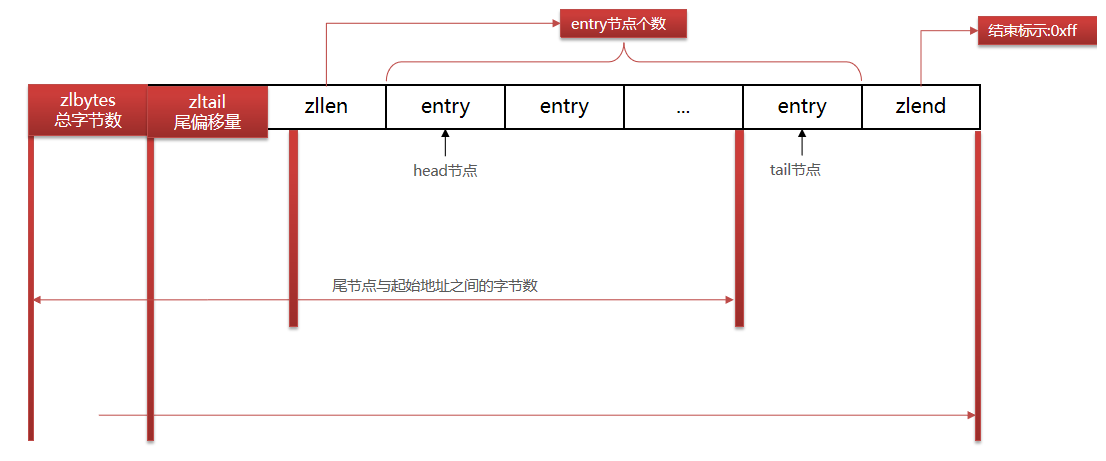 entry节点个数
结束标示:0xff
zlbytes
总字节数
zltail
尾偏移量
zllen
entry
entry
...
entry
zlend
head节点
tail节点
尾节点与起始地址之间的字节数